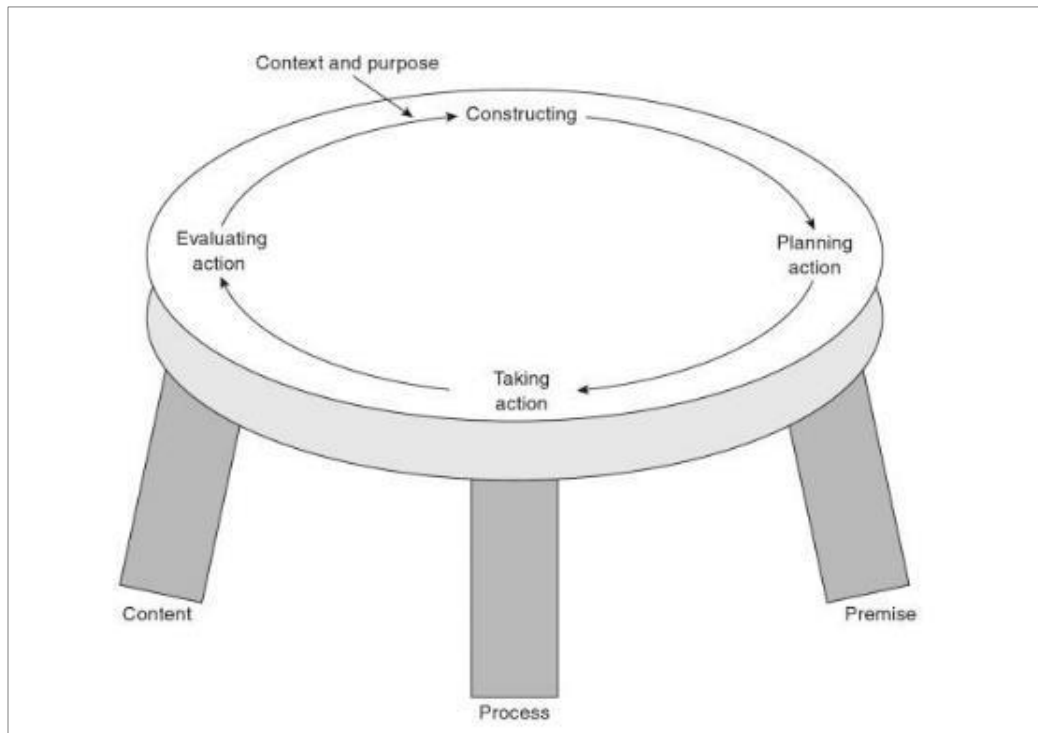 Context and purpose
Constructing
Evaluating
action
Planning
action
Taking
action
Content
Premise
Process